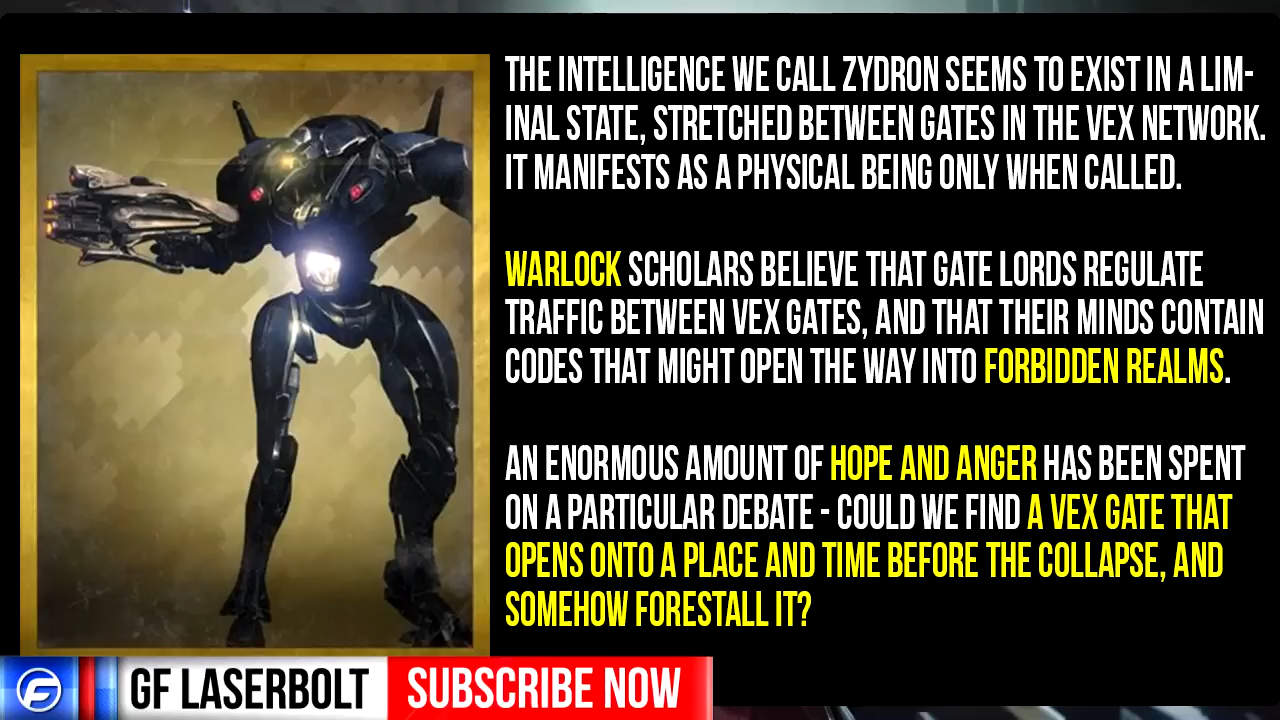 THE INTELLIGENCE WE CALL ZYDRON SEEMS TO EXIST IN A LIM-
INAL STATE, STRETCHED BETWEEN GATES IN THE VEX NETWORK.
IT MANIFESTS AS A PHYSICAL BEING ONLY WHEN CALLED.
WARLOCK SCHOLARS BELIEVE THAT GATE LORDS REGULATE
TRAFFIC BETWEEN VEX GATES, AND THAT THEIR MINDS CONTAIN
CODES THAT MIGHT OPEN THE WAY INTO FORBIDDEN REALMS.
AN ENORMOUS AMOUNT OF HOPE AND ANGER HAS BEEN SPENT
ON A PARTICULAR DEBATE - COULD WE FIND A VEX GATE THAT
OPENS ONTO A PLACE AND TIME BEFORE THE COLLAPSE, AND
SOMEHOW FORESTALL IT?
GF LASERBOLT SUBSCRIBE NOW